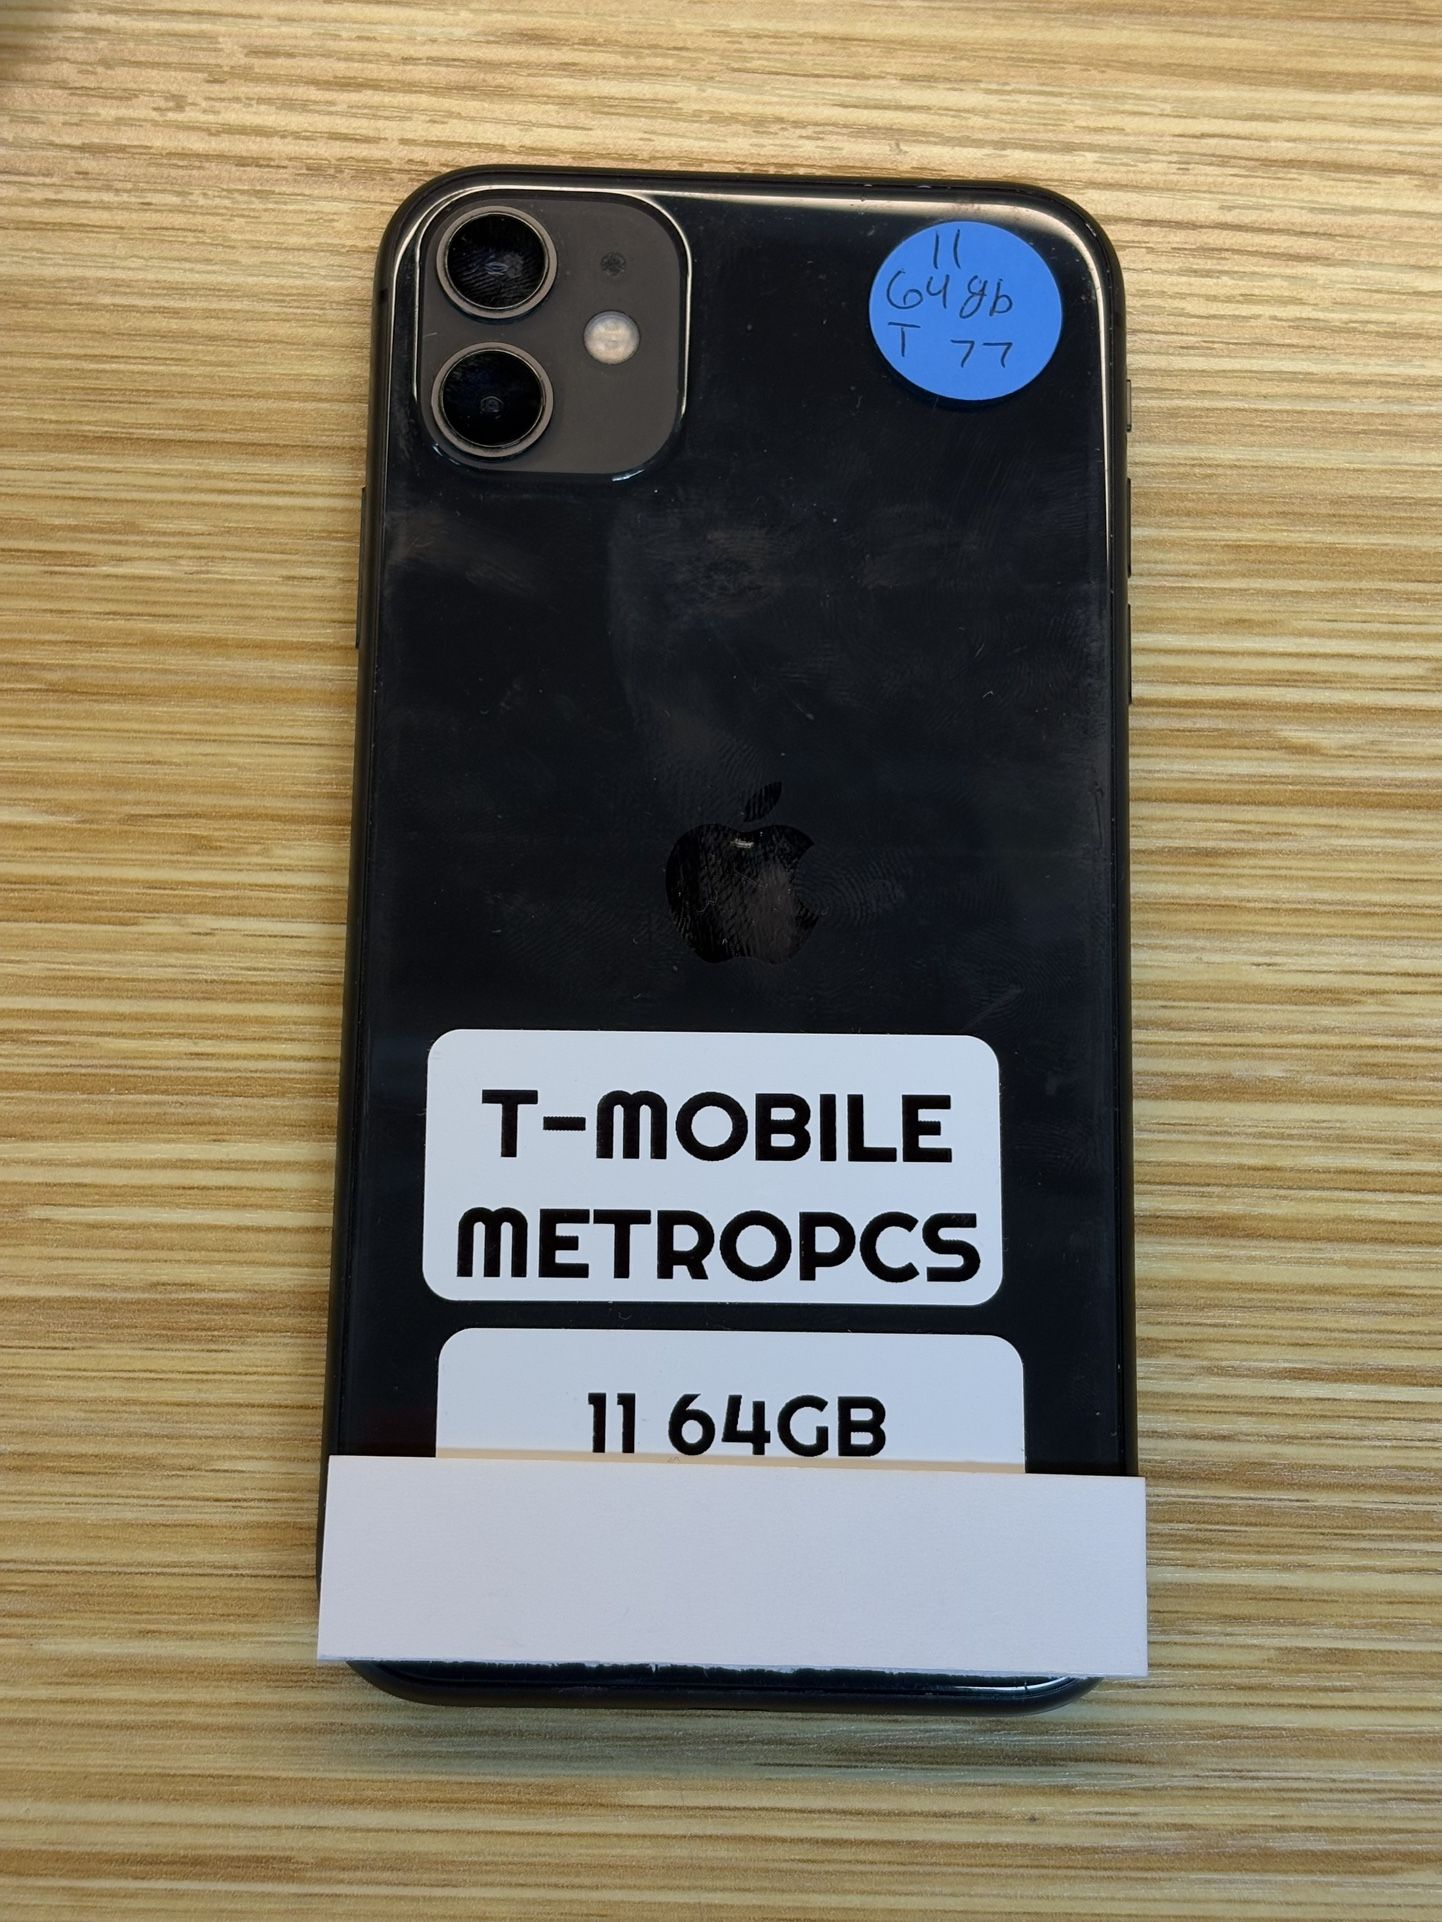 11
64gb
T 77
T-MOBILE
METROPCS
11 64GB